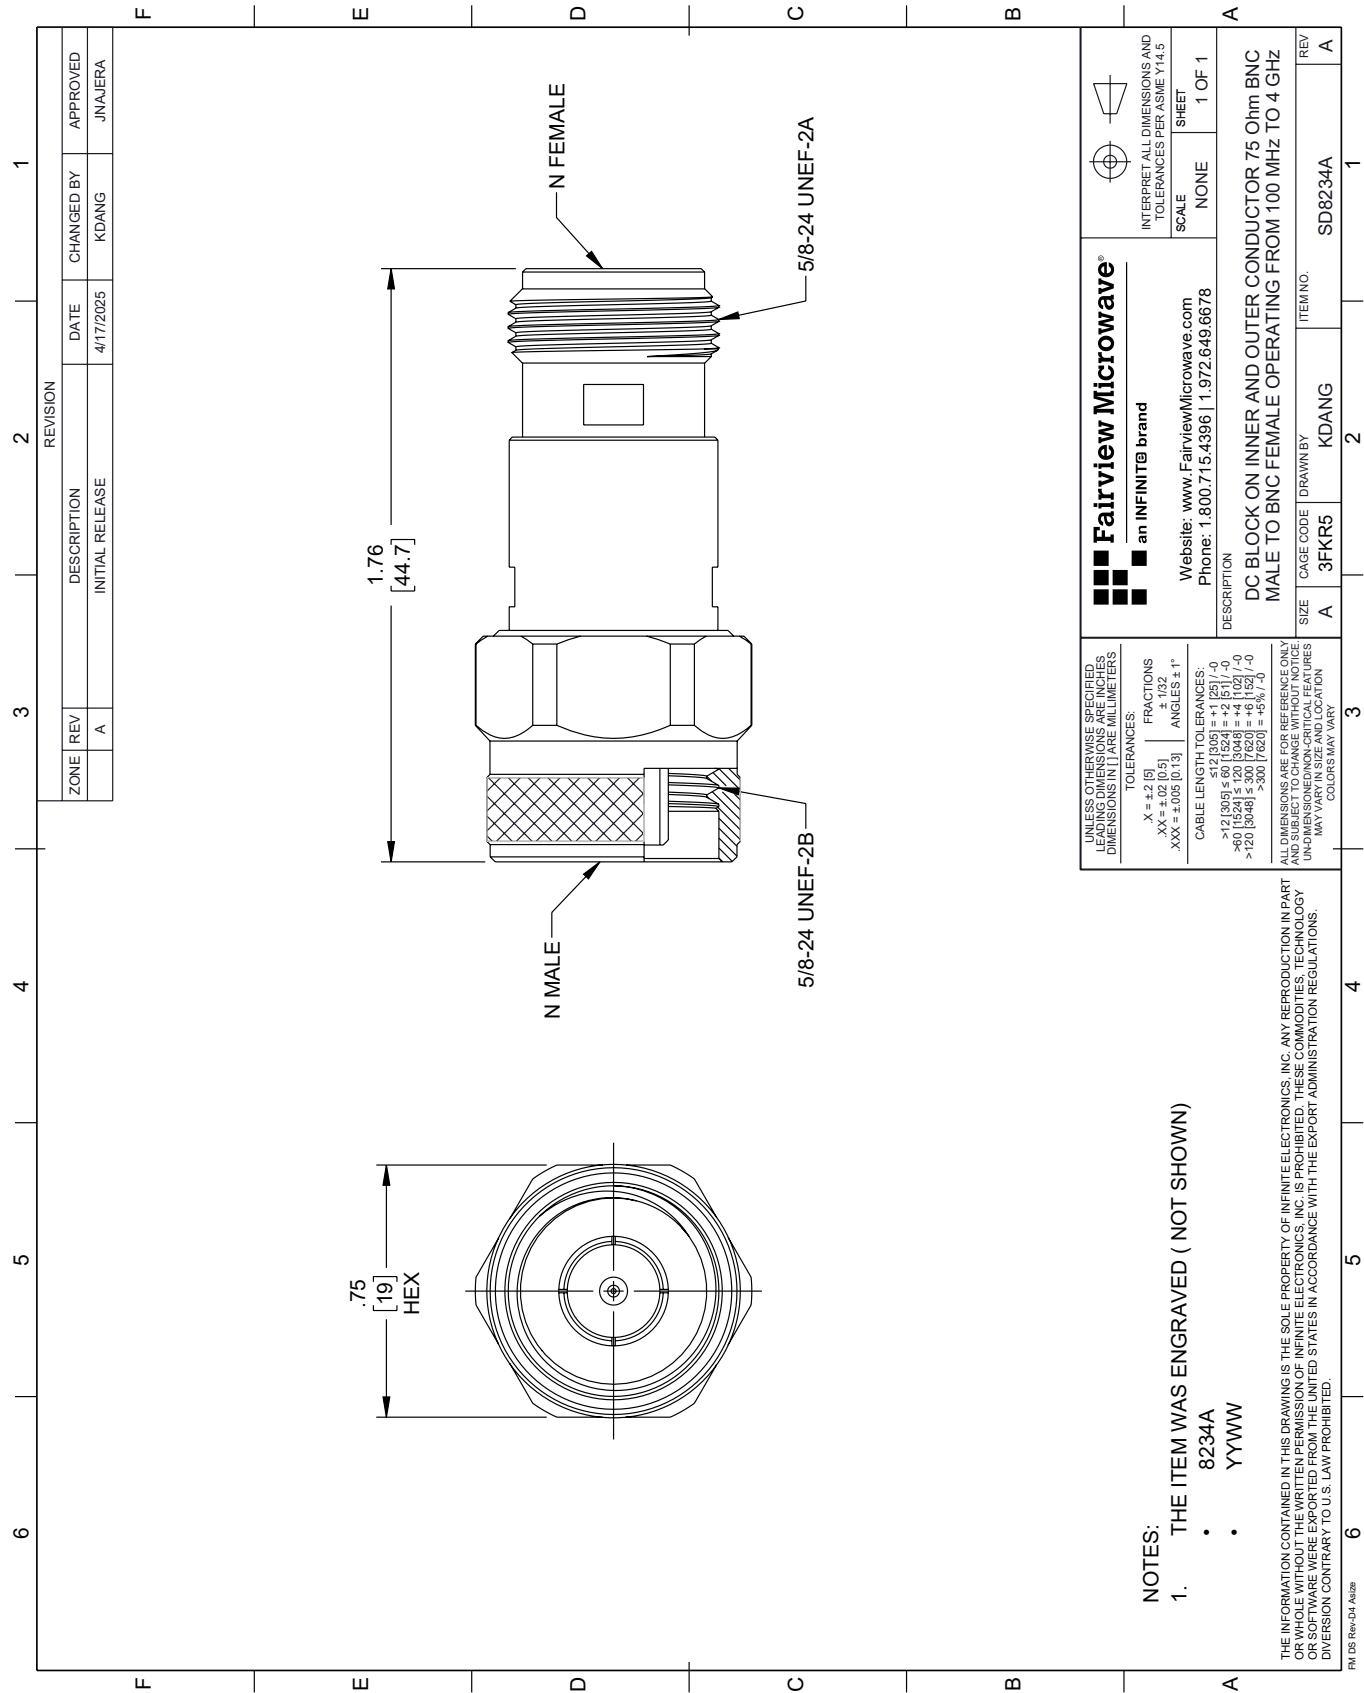 REVISION
ZONE REV DESCRIPTION DATE CHANGED BY APPROVED
A INITIAL RELEASE 4/17/2025 KDANG JNAJERA
6 5 4 3 2 1
F
E
D
C
B
A
F
E
D
C
B
A
.75
[19]
HEX
1.76
[44.7]
N MALE
N FEMALE
5/8-24 UNEF-2B
5/8-24 UNEF-2A
NOTES:
1. THE ITEM WAS ENGRAVED ( NOT SHOWN)
• 8234A
• YYWW
THE INFORMATION CONTAINED IN THIS DRAWING IS THE SOLE PROPERTY OF INFINITE ELECTRONICS, INC. ANY REPRODUCTION IN PART
OR WHOLE WITHOUT THE WRITTEN PERMISSION OF INFINITE ELECTRONICS, INC. IS PROHIBITED. THESE COMMODITIES, TECHNOLOGY
OR SOFTWARE WERE EXPORTED FROM THE UNITED STATES IN ACCORDANCE WITH THE EXPORT ADMINISTRATION REGULATIONS.
DIVERSION CONTRARY TO U.S. LAW PROHIBITED.
UNLESS OTHERWISE SPECIFIED
LEADING DIMENSIONS ARE INCHES
DIMENSIONS IN [ ] ARE MILLIMETERS
TOLERANCES:
.X = ±.2 [5]
.XX = ±.02 [0.5]
.XXX = ±.005 [0.13]
FRACTIONS
± 1/32
ANGLES ± 1°
CABLE LENGTH TOLERANCES:
≤12 [305] = +1 [25] / -0
>12 [305] ≤ 60 [1524] = +2 [51] / -0
>60 [1524] ≤ 120 [3048] = +4 [102] / -0
>120 [3048] ≤ 300 [7620] = +6 [152] / -0
>300 [7620] = +5% / -0
ALL DIMENSIONS ARE FOR REFERENCE ONLY
AND SUBJECT TO CHANGE WITHOUT NOTICE.
UN-DIMENSIONED/NON-CRITICAL FEATURES
MAY VARY IN SIZE AND LOCATION
COLORS MAY VARY
Fairview Microwave®
an INFINIT@ brand
Website: www.FairviewMicrowave.com
Phone: 1.800.715.4396 | 1.972.649.6678
INTERPRET ALL DIMENSIONS AND
TOLERANCES PER ASME Y14.5
SCALE
NONE
SHEET
1 OF 1
DESCRIPTION
DC BLOCK ON INNER AND OUTER CONDUCTOR 75 Ohm BNC
MALE TO BNC FEMALE OPERATING FROM 100 MHz TO 4 GHz
SIZE
A
CAGE CODE
3FKR5
DRAWN BY
KDANG
ITEM NO.
SD8234A
REV
A
6 5 4 3 2 1
FM DS Rev-D4 Asize